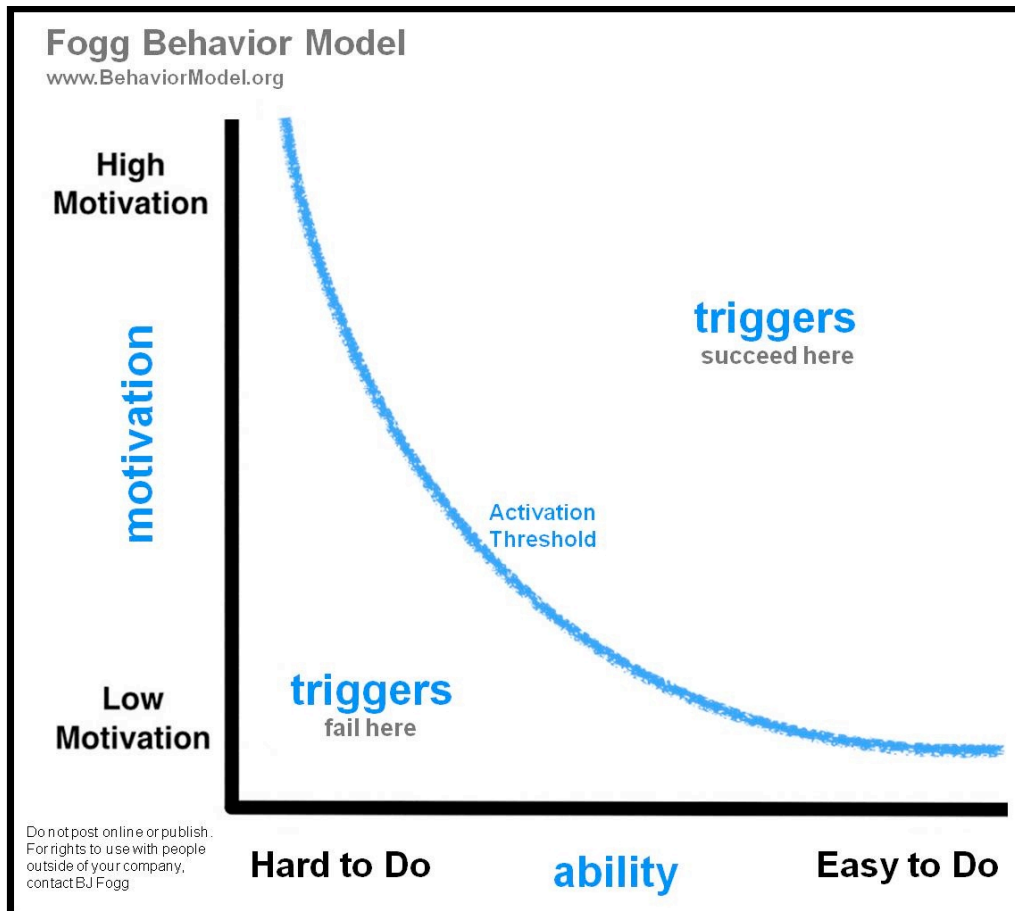 Fogg Behavior Model
www.BehaviorModel.org
High
Motivation
motivation
triggers
succeed here
Activation
Threshold
triggers
fail here
Low
Motivation
Do not post online or publish.
For rights to use with people
outside of your company,
contact BJ Fogg
Hard to Do
ability
Easy to Do